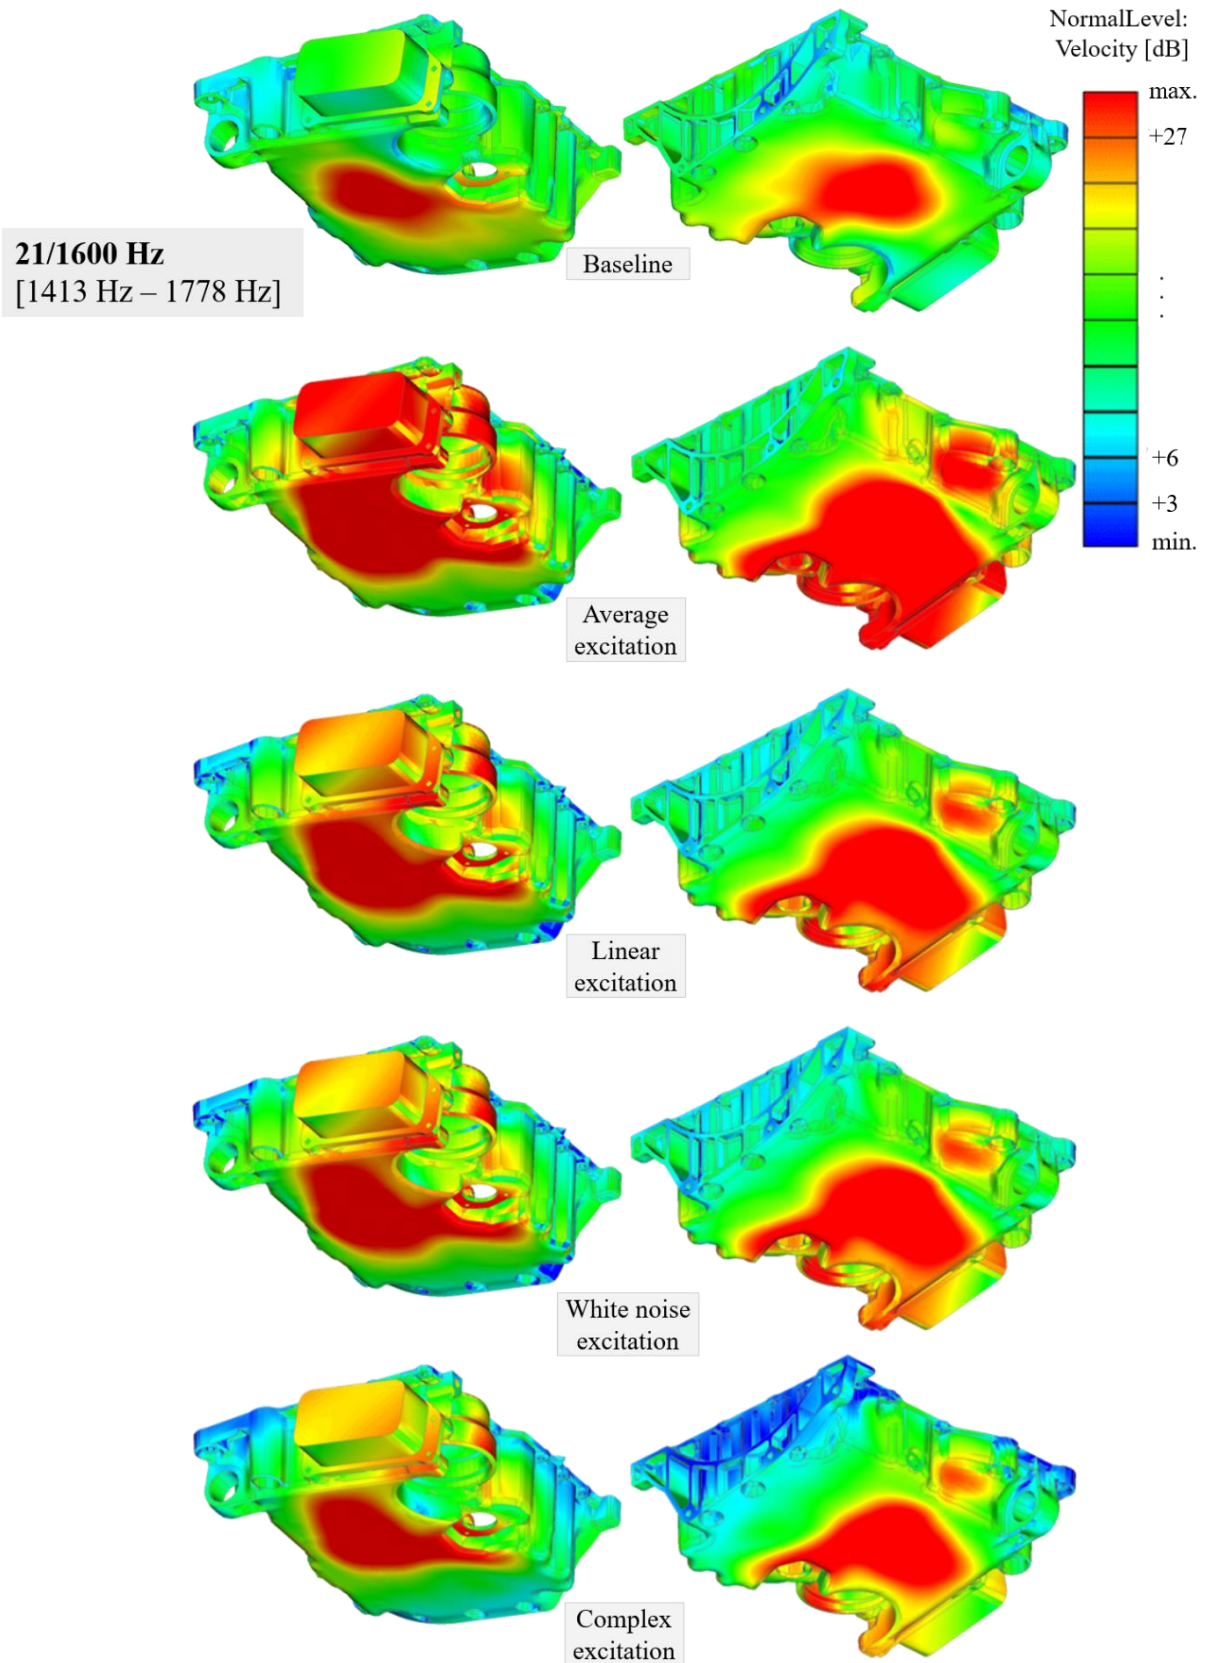 NormalLevel:
Velocity [dB]
max.
+27
.
.
.
+6
+3
min.
21/1600 Hz
[1413 Hz – 1778 Hz]
Baseline
Average
excitation
Linear
excitation
White noise
excitation
Complex
excitation